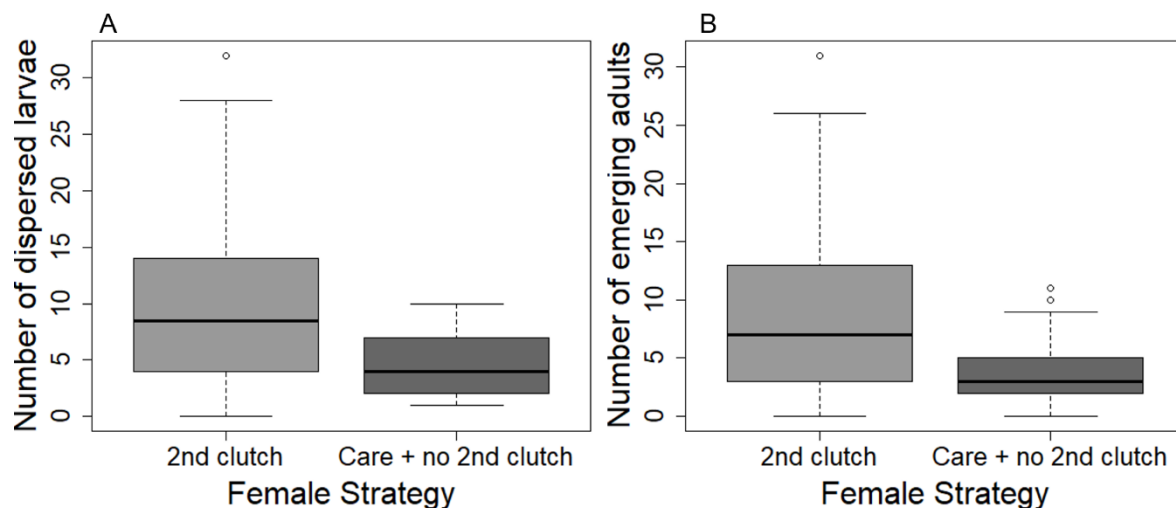 A
Number of dispersed larvae
30
25
20
15
10
5
0
2nd clutch
Care + no 2nd clutch
Female Strategy
B
Number of emerging adults
30
25
20
15
10
5
0
2nd clutch
Care + no 2nd clutch
Female Strategy